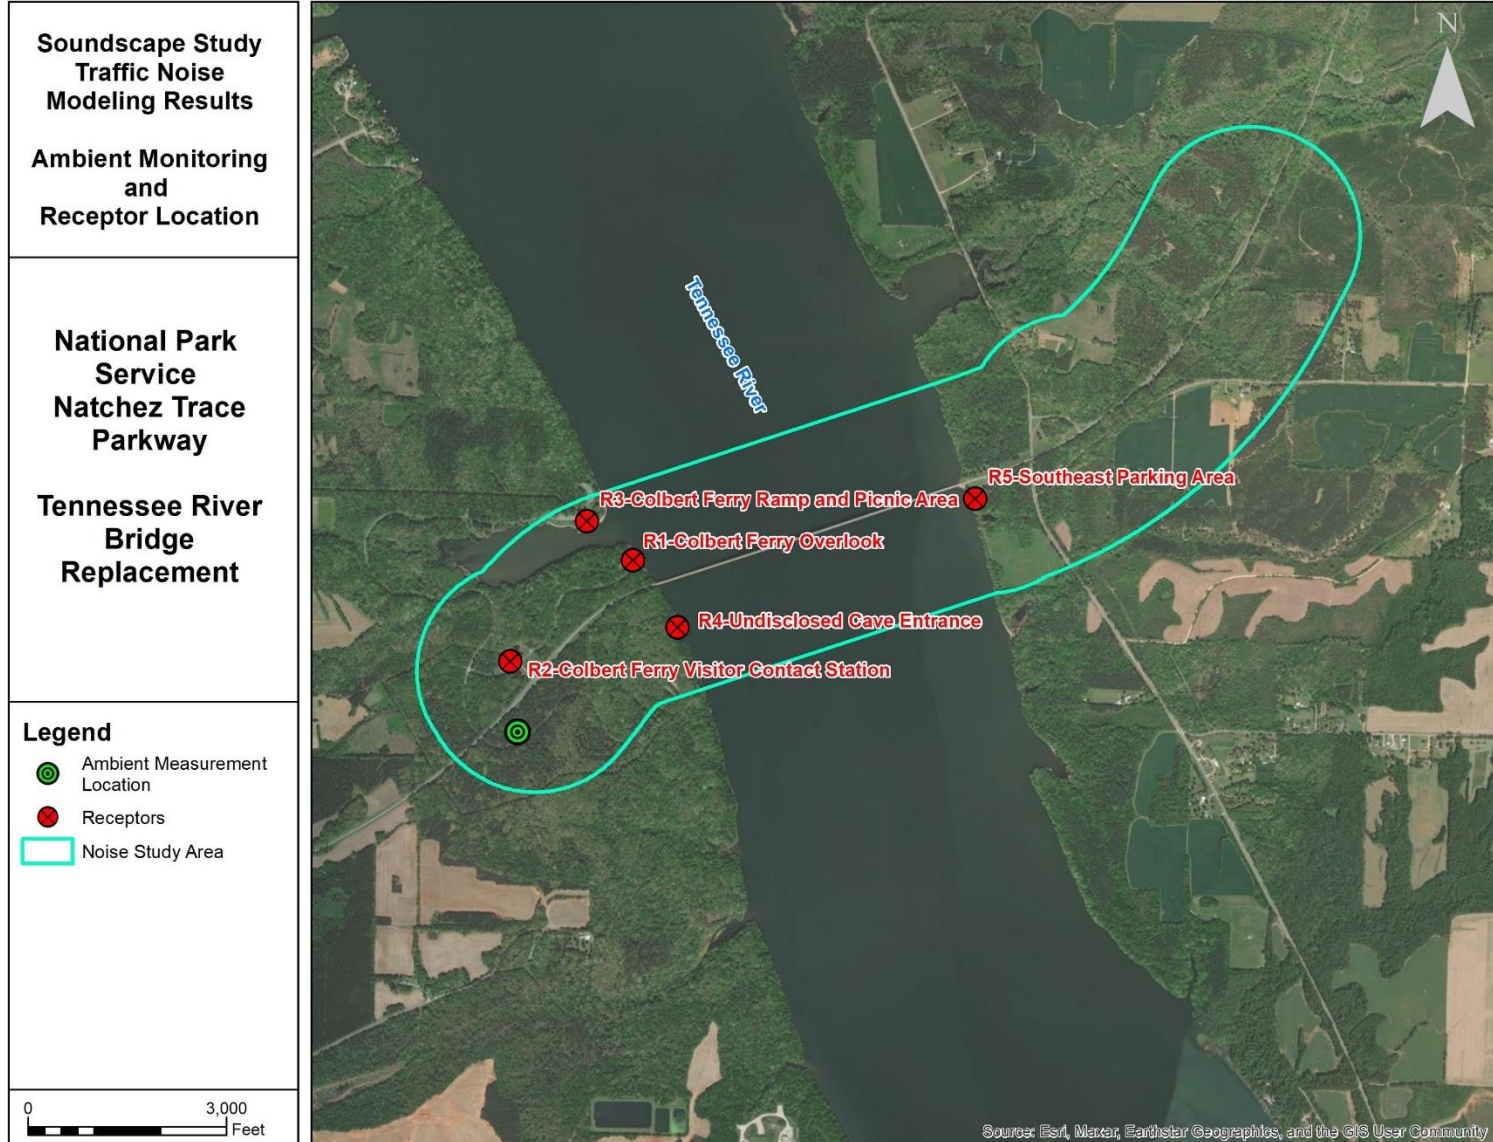 Soundscape Study
Traffic Noise
Modeling Results
Ambient Monitoring
and
Receptor Location
National Park
Service
Natchez Trace
Parkway
Tennessee River
Bridge
Replacement
Legend
Ambient Measurement
Location
Receptors
Noise Study Area
0 3,000
Feet
N
Tennessee River
R5-Southeast Parking Area
R3-Colbert Ferry Ramp and Picnic Area
R1-Colbert Ferry Overlook
R4-Undisclosed Cave Entrance
R2-Colbert Ferry Visitor Contact Station
Source: Esri, Maxar, Earthstar Geographics, and the GIS User Community